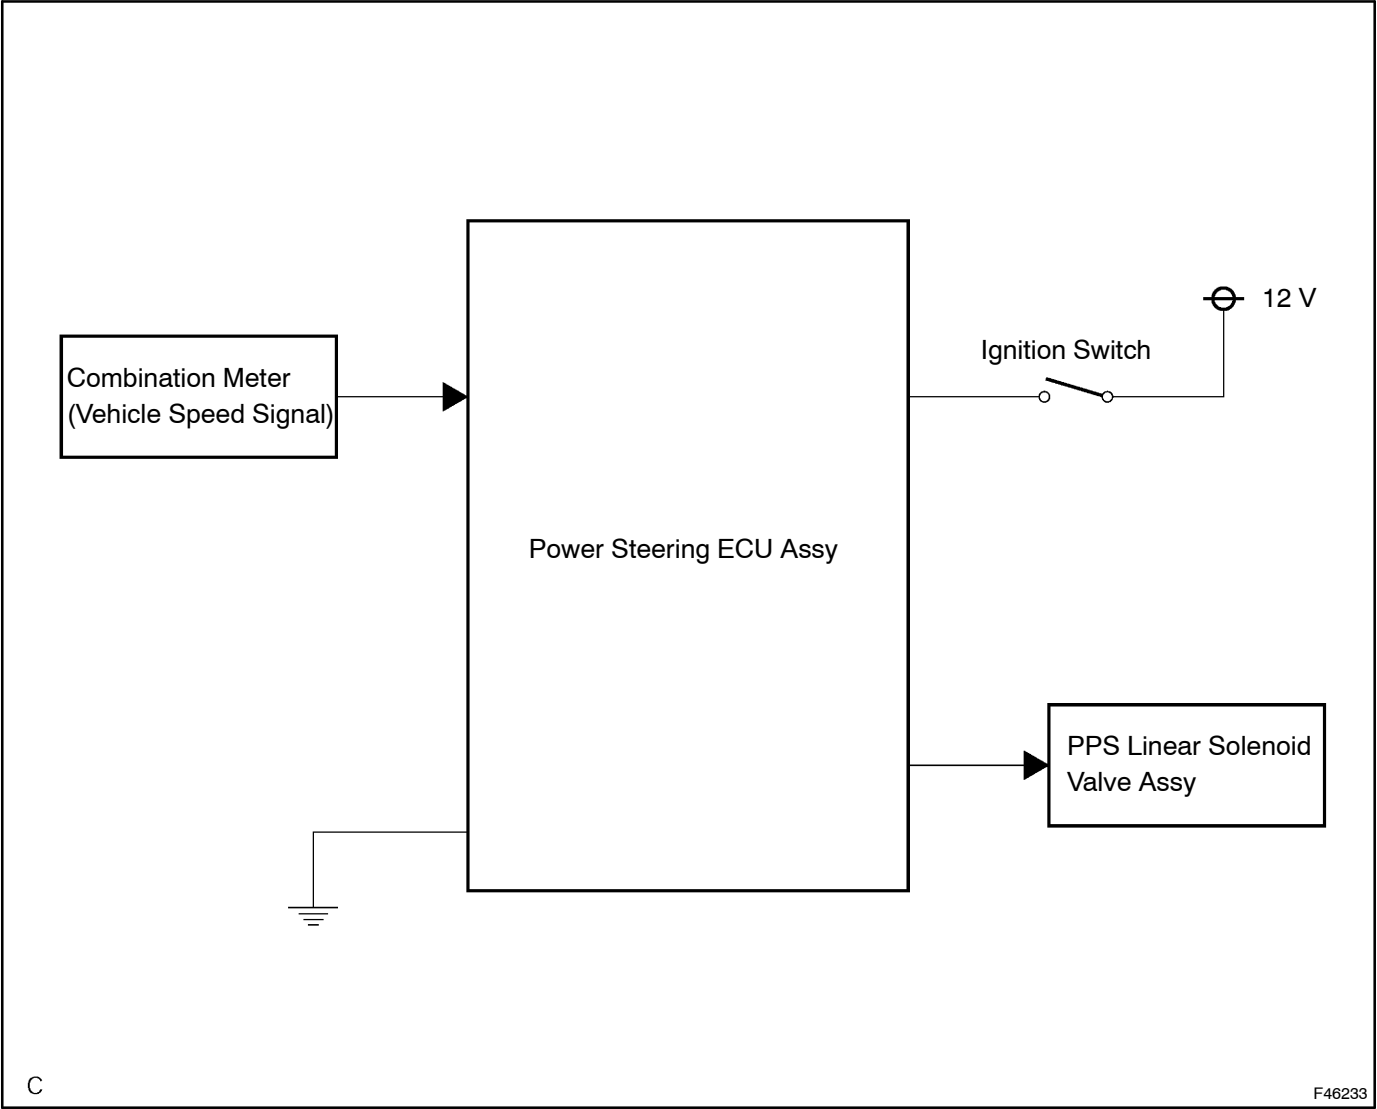 12 V
Ignition Switch
Combination Meter
(Vehicle Speed Signal)
Power Steering ECU Assy
PPS Linear Solenoid
Valve Assy
C
F46233